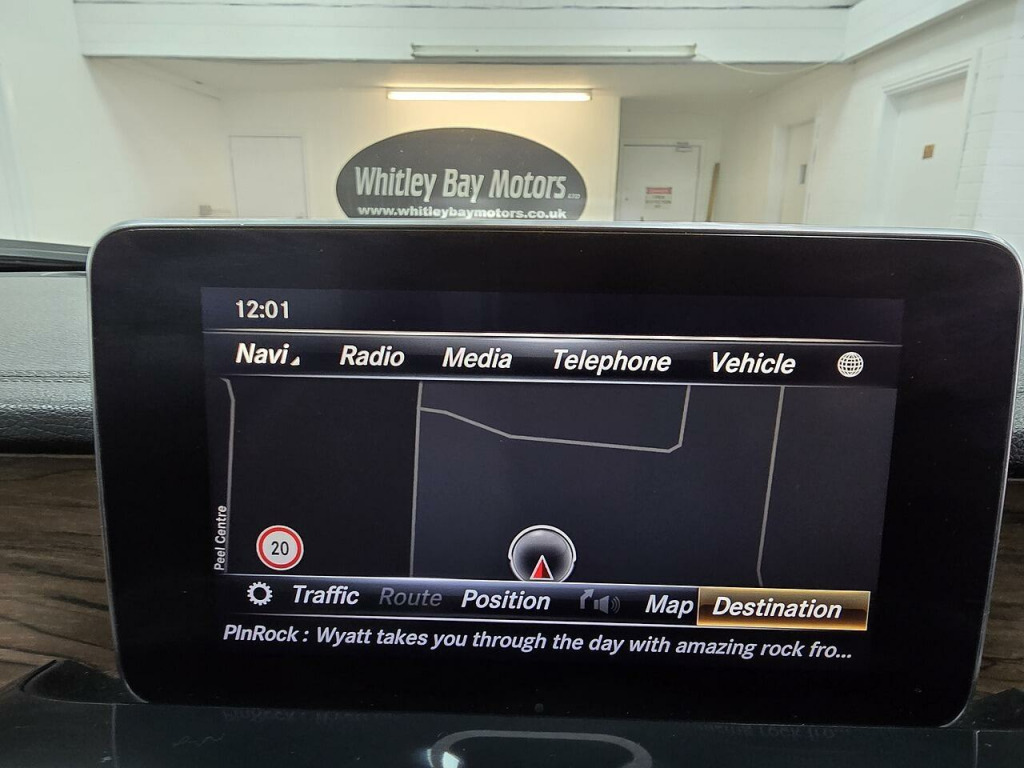 Whitley Bay Motors LTD
www.whitleybaymotors.co.uk
12:01
Navi Radio Media Telephone Vehicle
Peel Centre
20
Traffic Route Position Map Destination
PlnRock : Wyatt takes you through the day with amazing rock fro...